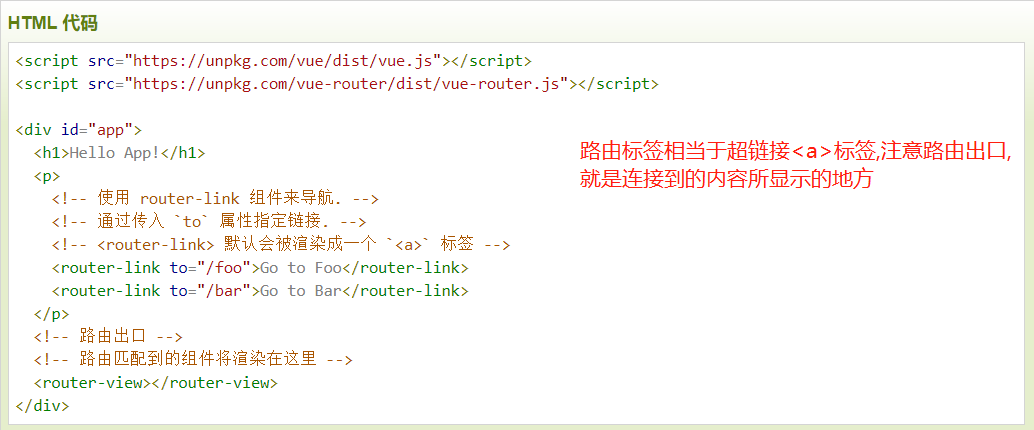 HTML 代码
<script src="https://unpkg.com/vue/dist/vue.js"></script>
<script src="https://unpkg.com/vue-router/dist/vue-router.js"></script>
<div id="app">
<h1>Hello App!</h1>
<p>
<!-- 使用 router-link 组件来导航. -->
<!-- 通过传入 `to` 属性指定链接. -->
<!-- <router-link> 默认会被渲染成一个 `<a>` 标签 -->
<router-link to="/foo">Go to Foo</router-link>
<router-link to="/bar">Go to Bar</router-link>
</p>
<!-- 路由出口 -->
<!-- 路由匹配到的组件将渲染在这里 -->
<router-view></router-view>
</div>
路由标签相当于超链接<a>标签,注意路由出口,
就是连接到的内容所显示的地方